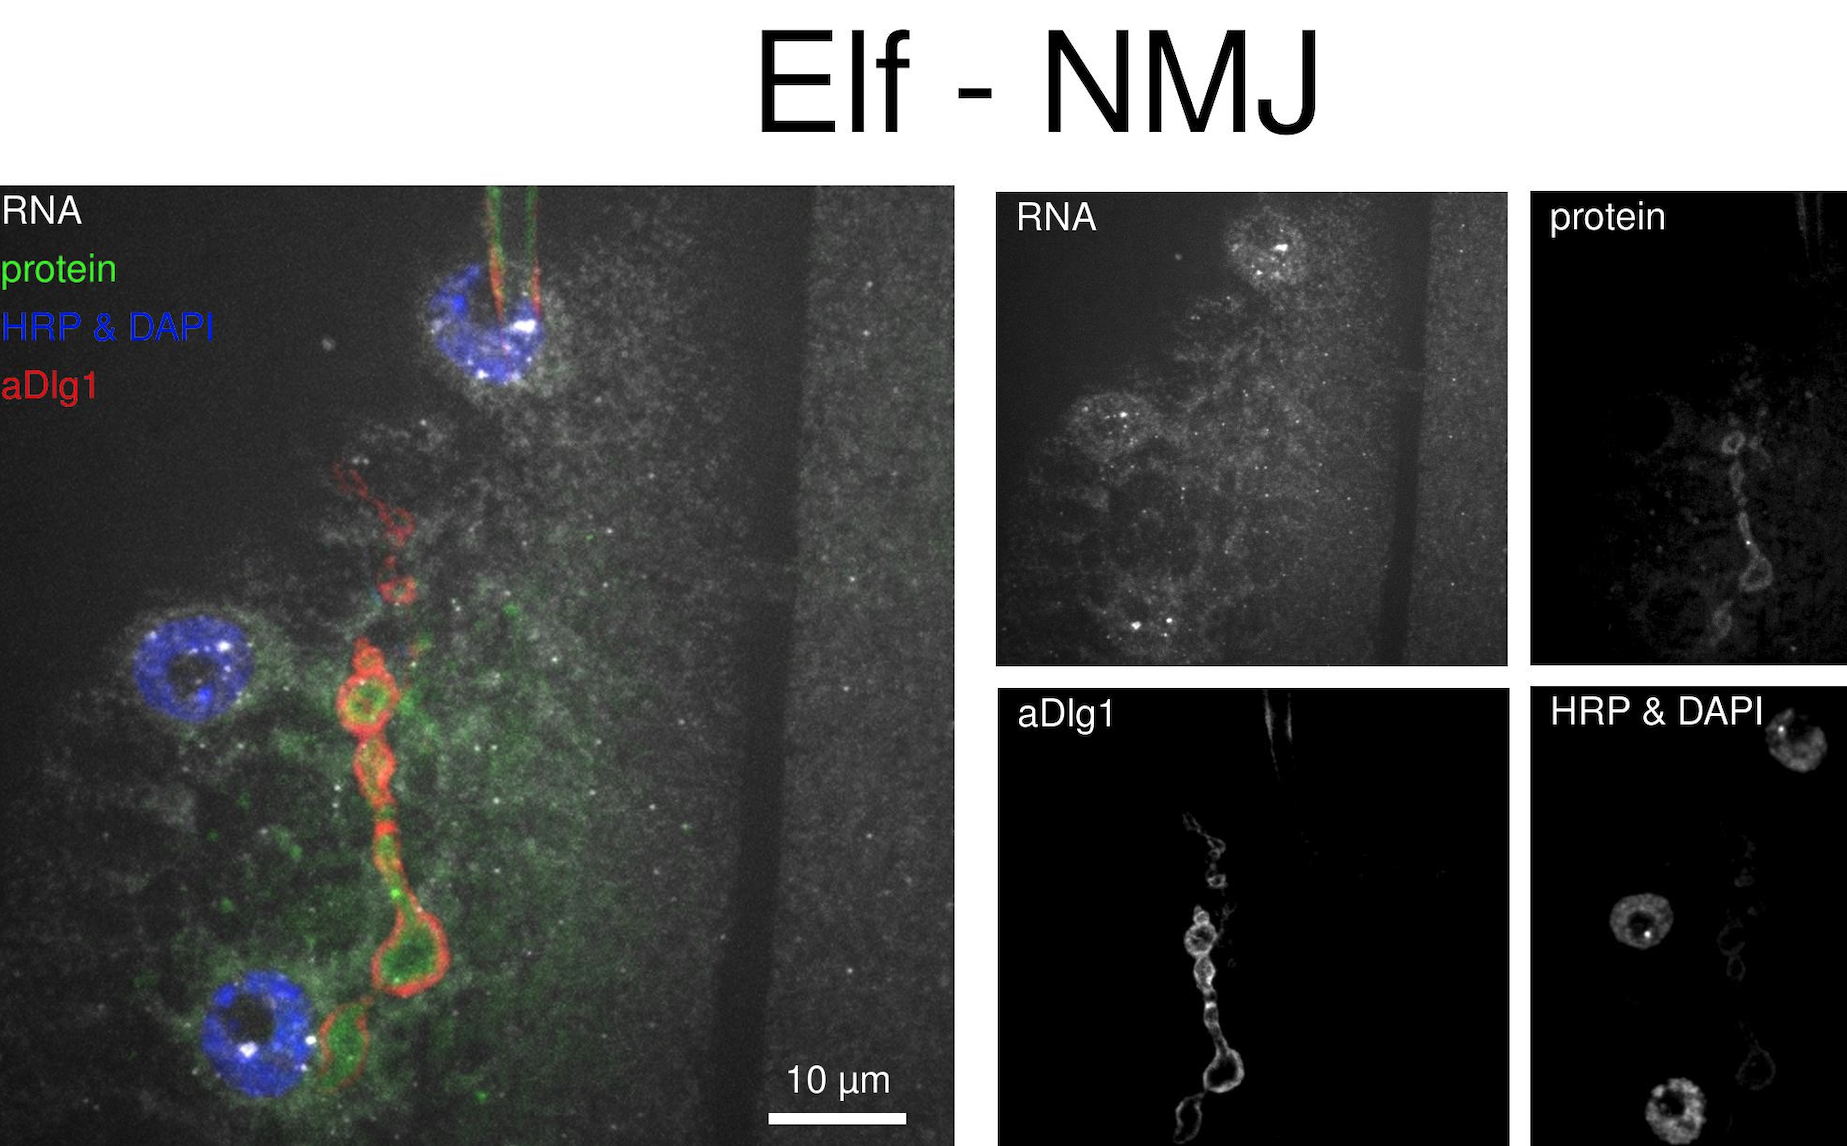 Elf - NMJ
RNA
protein
HRP & DAPI
aDlg1
10 µm
RNA
protein
aDlg1
HRP & DAPI